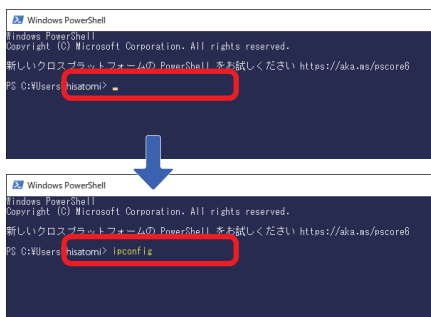 Windows PowerShell
Windows PowerShell
Copyright (C) Microsoft Corporation. All rights reserved.
新しいクロスプラットフォームの PowerShell をお試しください https://aka.ms/pscore6
PS C:¥Users hisatomi> _
Windows PowerShell
Windows PowerShell
Copyright (C) Microsoft Corporation. All rights reserved.
新しいクロスプラットフォームの PowerShell をお試しください https://aka.ms/pscore6
PS C:¥Users hisatomi> ipconfig